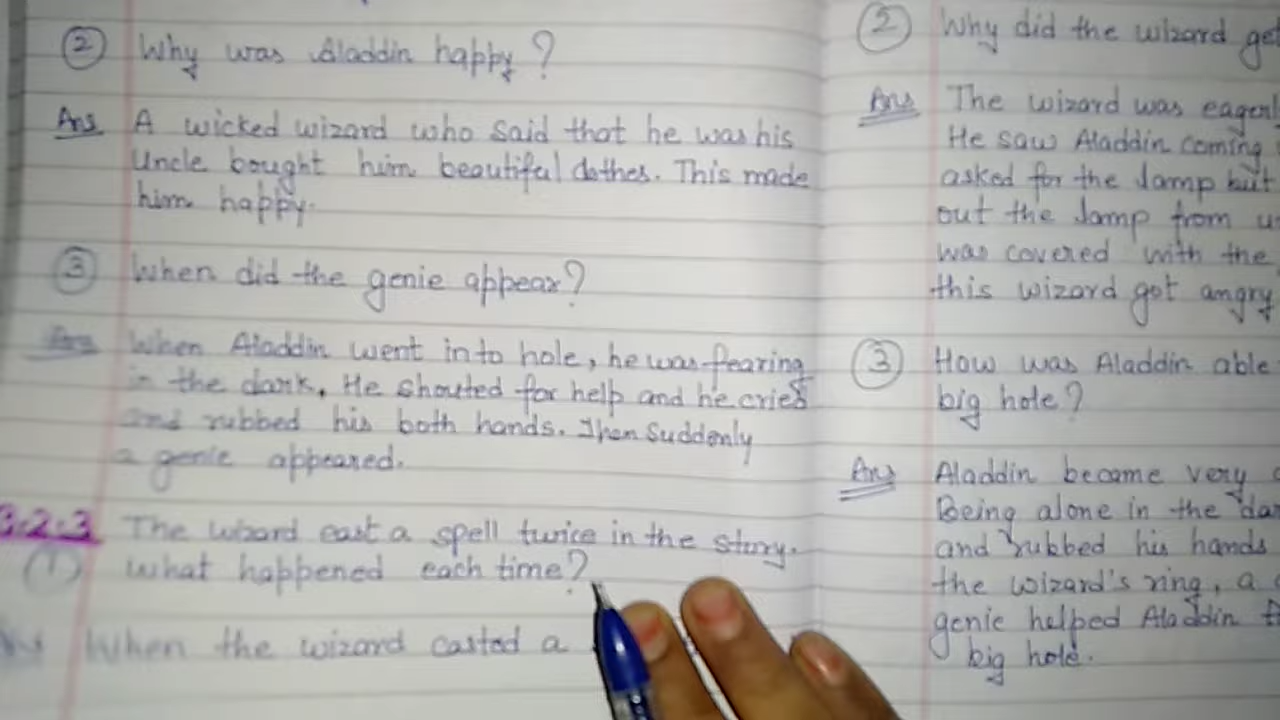 ② Why was Aladdin happy?
Ans A wicked wizard who said that he was his
Uncle bought him beautiful clothes. This made
him happy.
③ When did the genie appear?
Ans When Aladdin went into hole, he was fearing
in the dark. He shouted for help and he cried
and rubbed his both hands. Then Suddenly
a genie appeared.
3.2.3 The wizard cast a spell twice in the story.
① What happened each time?
When the wizard casted a
② Why did the wizard
Ans The wizard was
He saw Aladdin coming
asked for the lamp but
out the lamp from
was covered with the
this wizard got angry
③ How was Aladdin able
big hole?
Ans Aladdin became very
Being alone in the
and rubbed his hands
the wizard's ring, a
genie helped Aladdin
big hole.